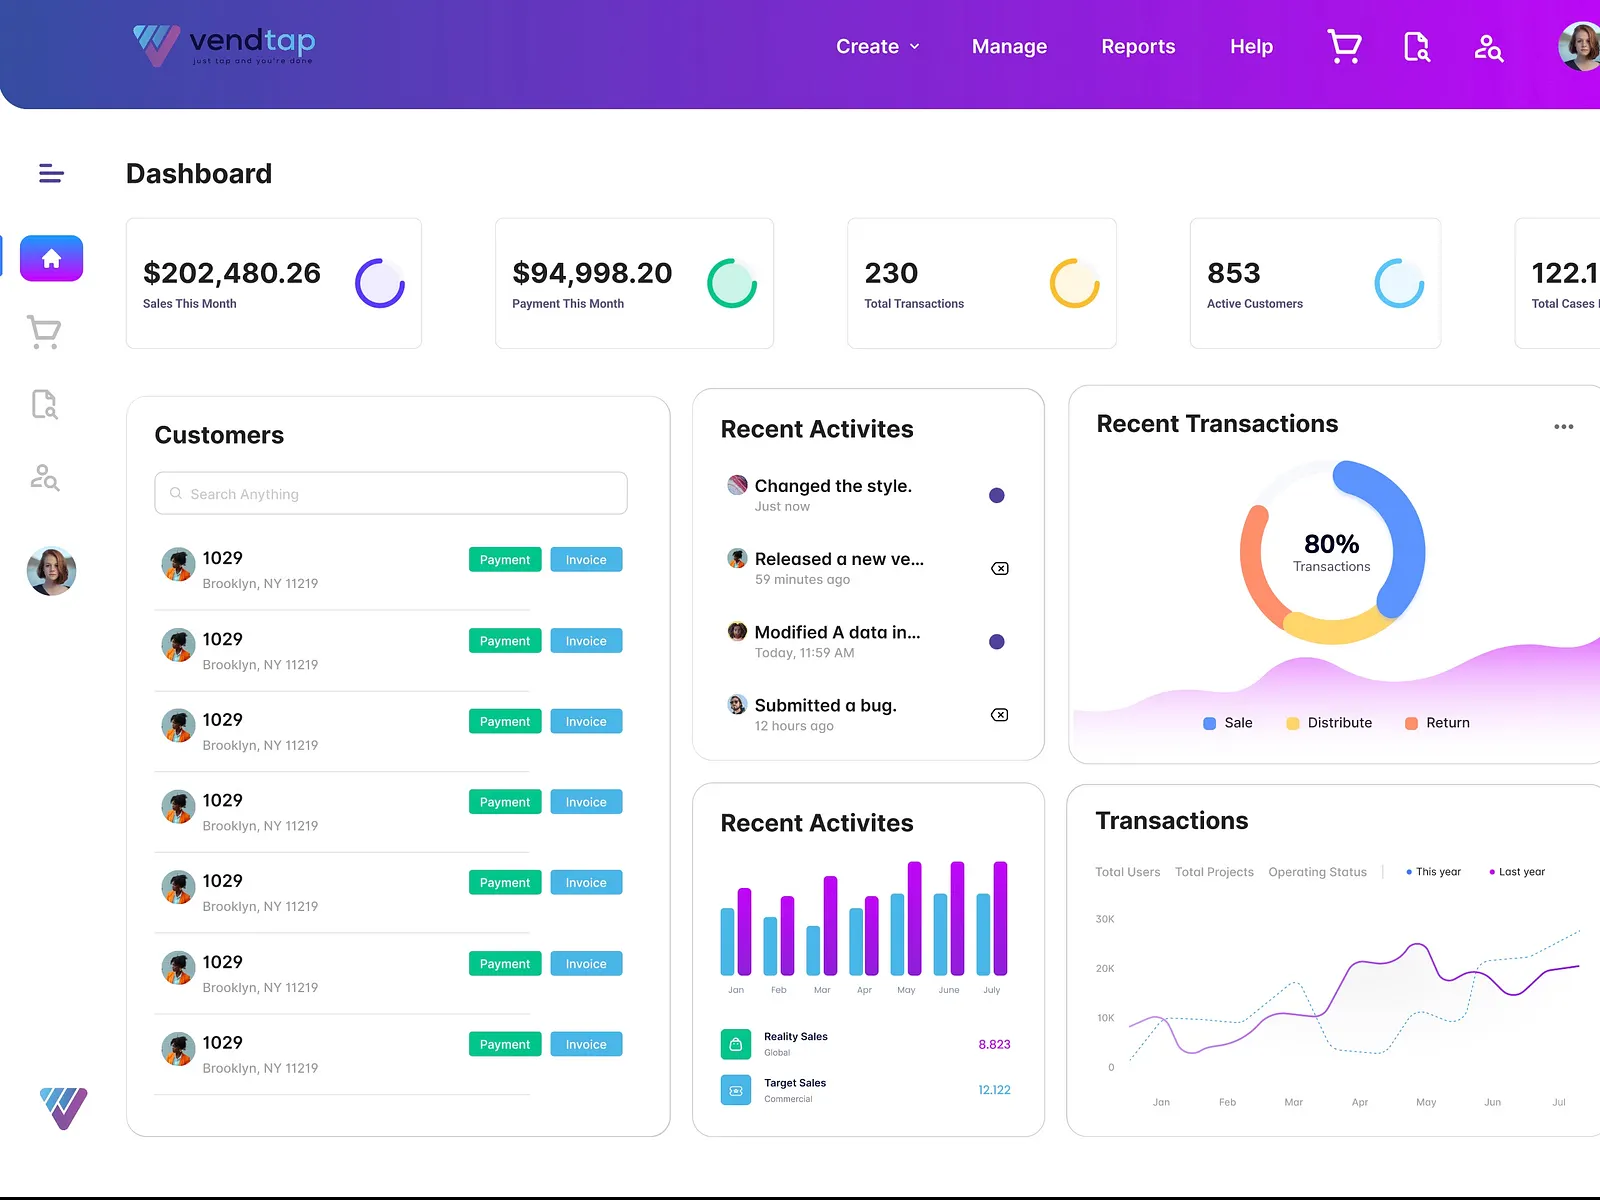 vendtap
just tap and you're done
Create
Manage
Reports
Help
Dashboard
$202,480.26
Sales This Month
$94,998.20
Payment This Month
230
Total Transactions
853
Active Customers
122.1
Total Cases
Customers
Search Anything
1029
Brooklyn, NY 11219
Payment
Invoice
1029
Brooklyn, NY 11219
Payment
Invoice
1029
Brooklyn, NY 11219
Payment
Invoice
1029
Brooklyn, NY 11219
Payment
Invoice
1029
Brooklyn, NY 11219
Payment
Invoice
1029
Brooklyn, NY 11219
Payment
Invoice
1029
Brooklyn, NY 11219
Payment
Invoice
Recent Activites
Changed the style.
Just now
Released a new ve...
59 minutes ago
Modified A data in...
Today, 11:59 AM
Submitted a bug.
12 hours ago
Recent Transactions
80%
Transactions
Sale
Distribute
Return
Recent Activites
Jan Feb Mar Apr May June July
Reality Sales
Global
8.823
Target Sales
Commercial
12.122
Transactions
Total Users Total Projects Operating Status This year Last year
30K
20K
10K
0
Jan Feb Mar Apr May Jun Jul